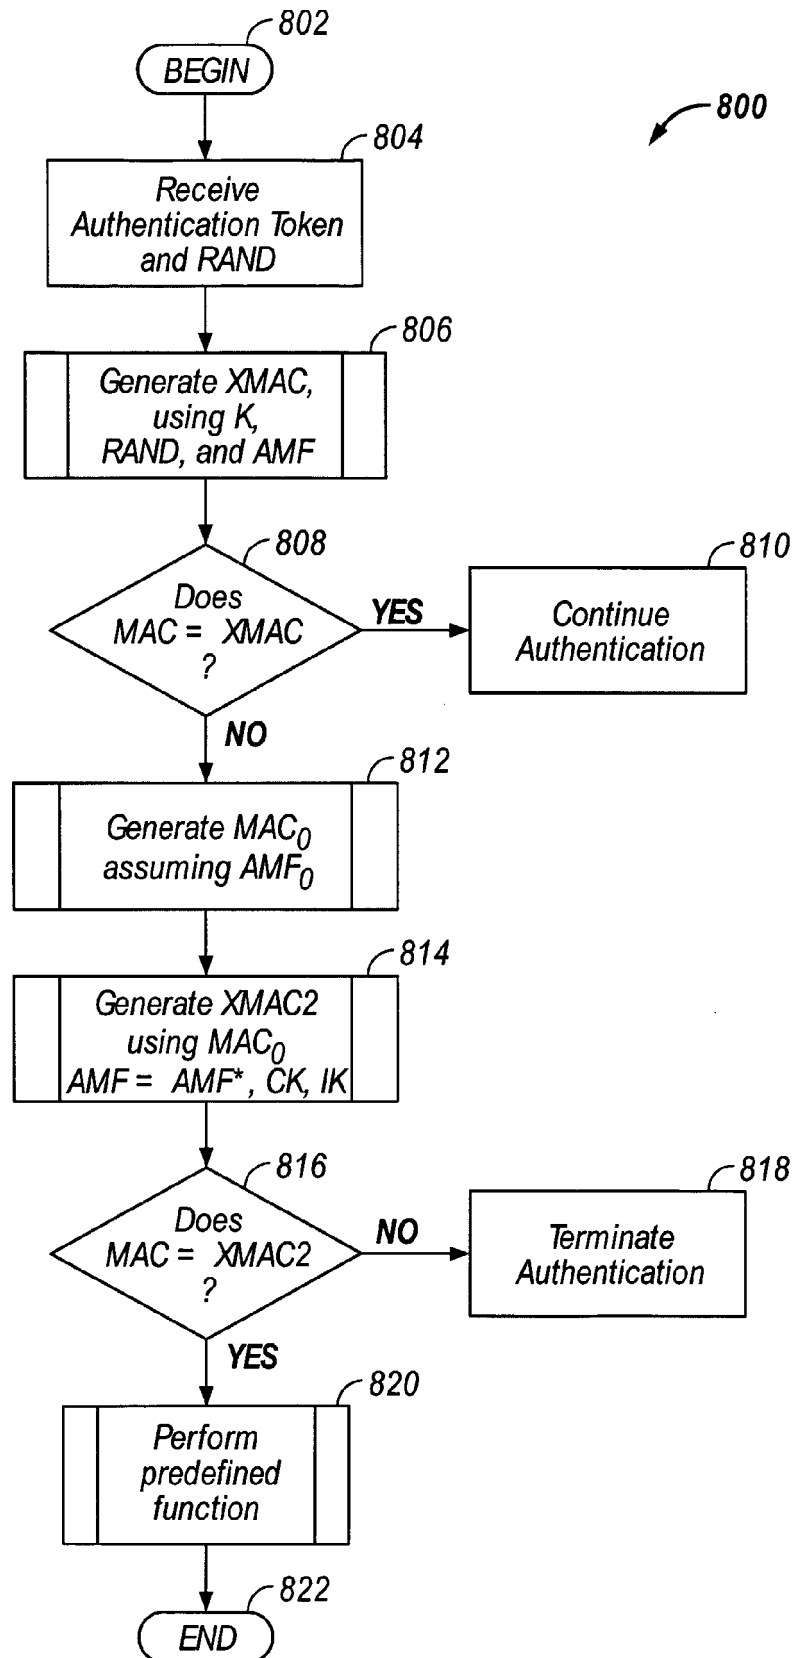 802
BEGIN
800
804
Receive
Authentication Token
and RAND
806
Generate XMAC,
using K,
RAND, and AMF
808
Does
MAC = XMAC
?
YES
810
Continue
Authentication
NO
812
Generate MAC₀
assuming AMF₀
814
Generate XMAC2
using MAC₀
AMF = AMF*, CK, IK
816
Does
MAC = XMAC2
?
NO
818
Terminate
Authentication
YES
820
Perform
predefined
function
822
END